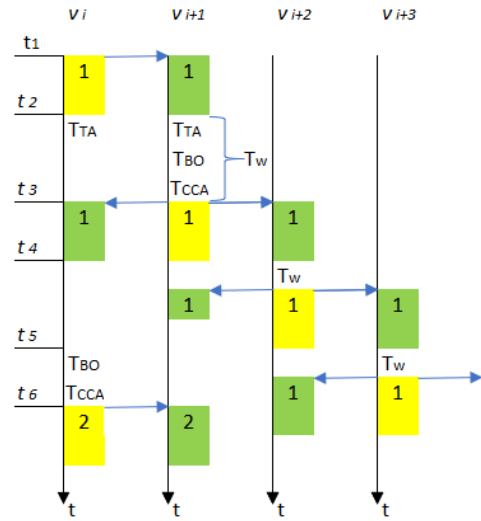 v i v i+1 v i+2 v i+3
t1 1 1
t 2
TTA TTA
TBO Tw
t 3 TCCA
1 1 1
t 4
Tw
1 1 1
t 5
TBO Tw
t 6 TCCA 1 1
2 2
t t t t